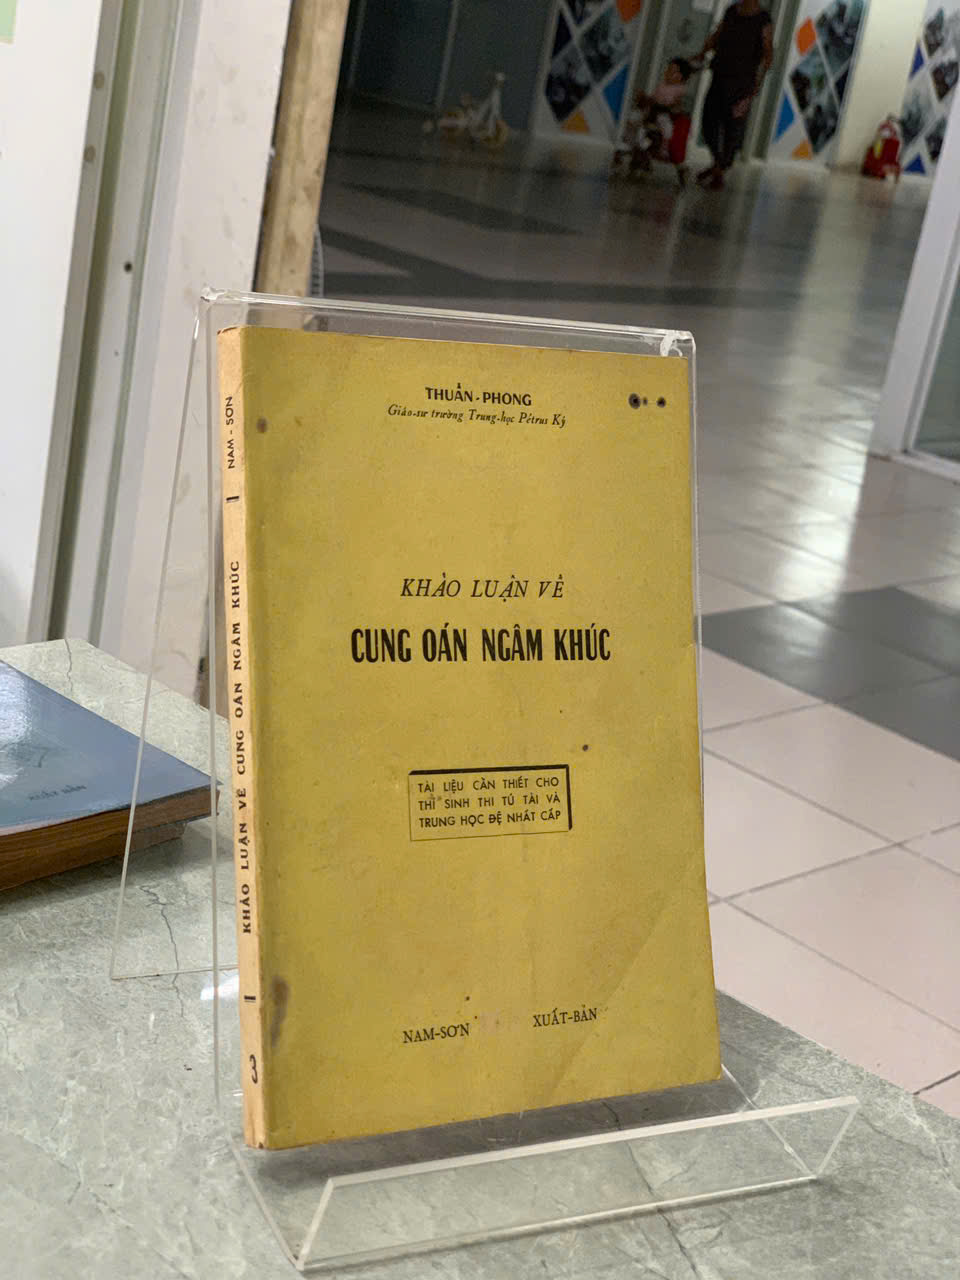 THUẦN-PHONG
Giáo-sư trường Trung-học Pétrus Ký
KHẢO LUẬN VỀ
CUNG OÁN NGÂM KHÚC
TÀI LIỆU CẦN THIẾT CHO
THÍ SINH THI TÚ TÀI VÀ
TRUNG HỌC ĐỆ NHẤT CẤP
NAM-SƠN XUẤT-BẢN
NAM-SƠN
KHẢO LUẬN VỀ CUNG OÁN NGÂM KHÚC
3
XUẤT BẢN